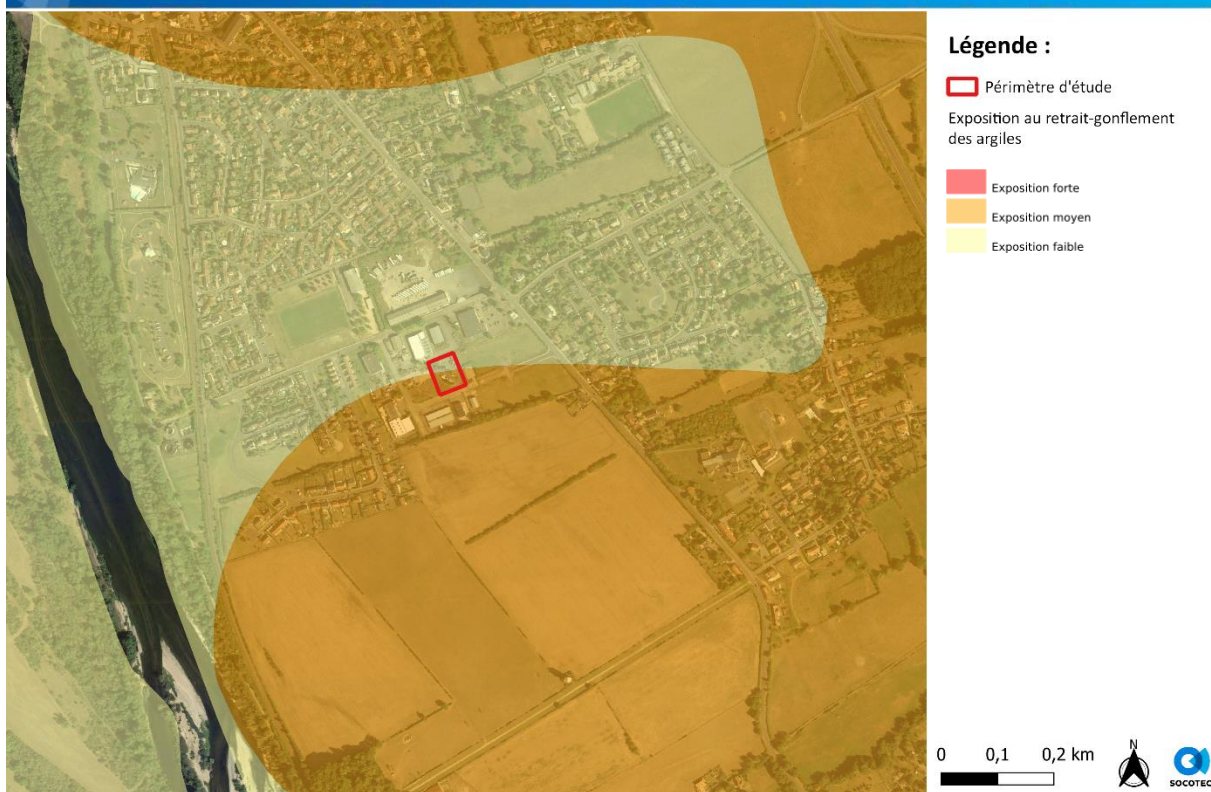 Légende :
Périmètre d'étude
Exposition au retrait-gonflement
des argiles
Exposition forte
Exposition moyen
Exposition faible
0 0,1 0,2 km
N
SOCOTEC